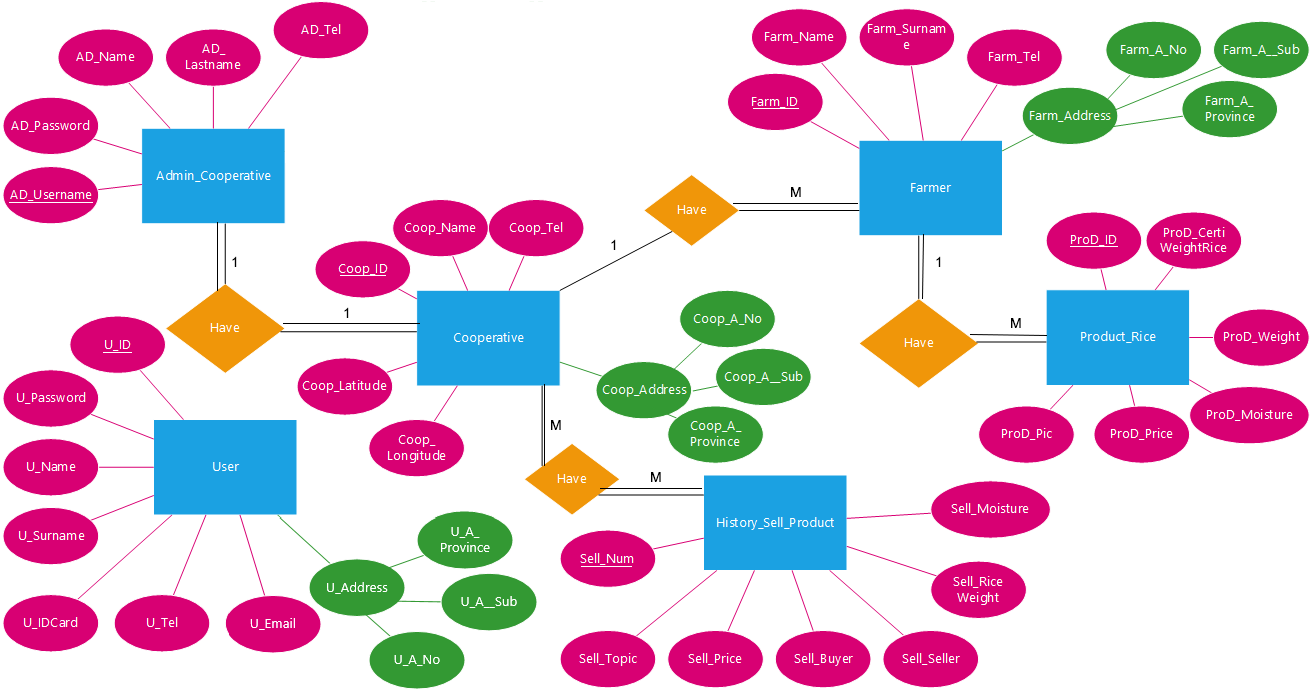 AD_Tel
AD_Name
AD_
Lastname
AD_Password
AD_Username
Admin_Cooperative
1
Have
1
Farm_Name
Farm_Surnam
e
Farm_Tel
Farm_ID
Farm_A_No
Farm_A__Sub
Farm_Address
Farm_A_
Province
Farmer
M
Have
1
1
Have
M
ProD_ID
ProD_Certi
WeightRice
Product_Rice
ProD_Weight
ProD_Moisture
ProD_Pic
ProD_Price
Coop_Name
Coop_Tel
Coop_ID
Cooperative
Coop_Latitude
Coop_
Longitude
Coop_A_No
Coop_Address
Coop_A__Sub
Coop_A_
Province
M
Have
M
U_ID
U_Password
U_Name
User
U_Surname
U_IDCard
U_Tel
U_Email
U_A_
Province
U_Address
U_A__Sub
U_A_No
History_Sell_Product
Sell_Moisture
Sell_Num
Sell_Rice
Weight
Sell_Topic
Sell_Price
Sell_Buyer
Sell_Seller